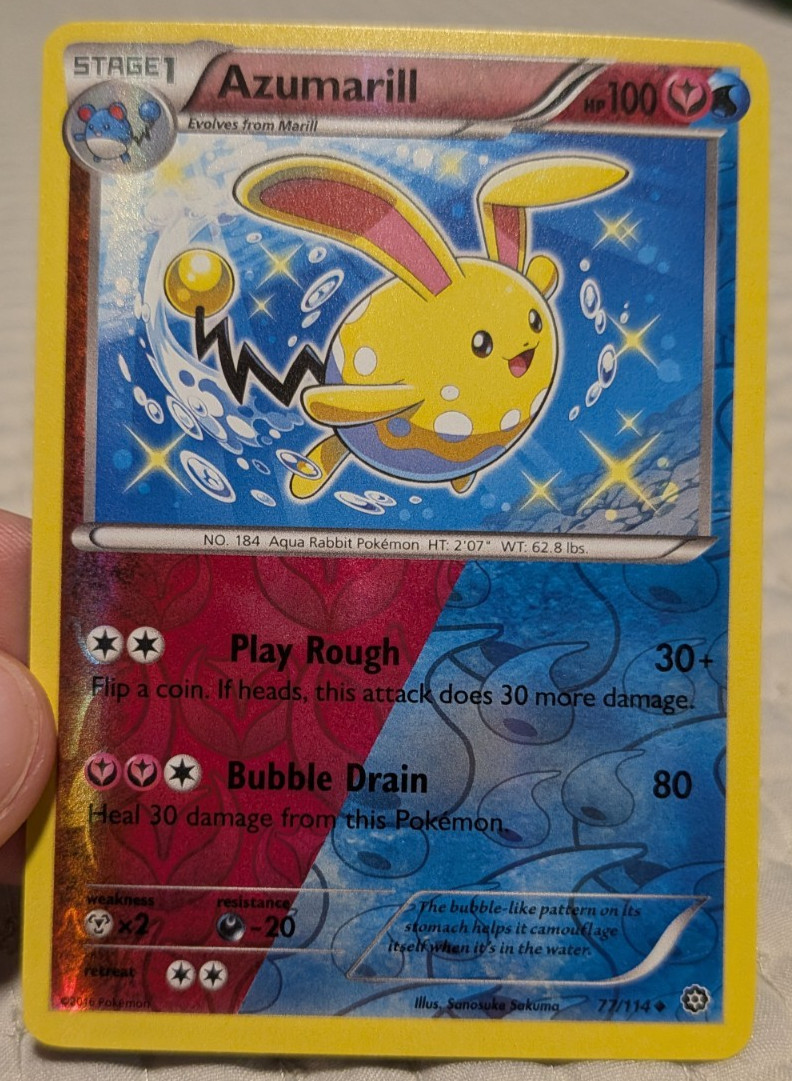 STAGE1
Azumarill
HP100
Evolves from Marill
NO. 184 Aqua Rabbit Pokémon HT: 2'07" WT: 62.8 lbs.
Play Rough 30+
Flip a coin. If heads, this attack does 30 more damage.
Bubble Drain 80
Heal 30 damage from this Pokémon.
weakness
×2
resistance
-20
retreat
The bubble-like pattern on its
stomach helps it camouflage
itself when it's in the water.
©2016 Pokémon
Illus. Sanosuke Sakuma
77/114